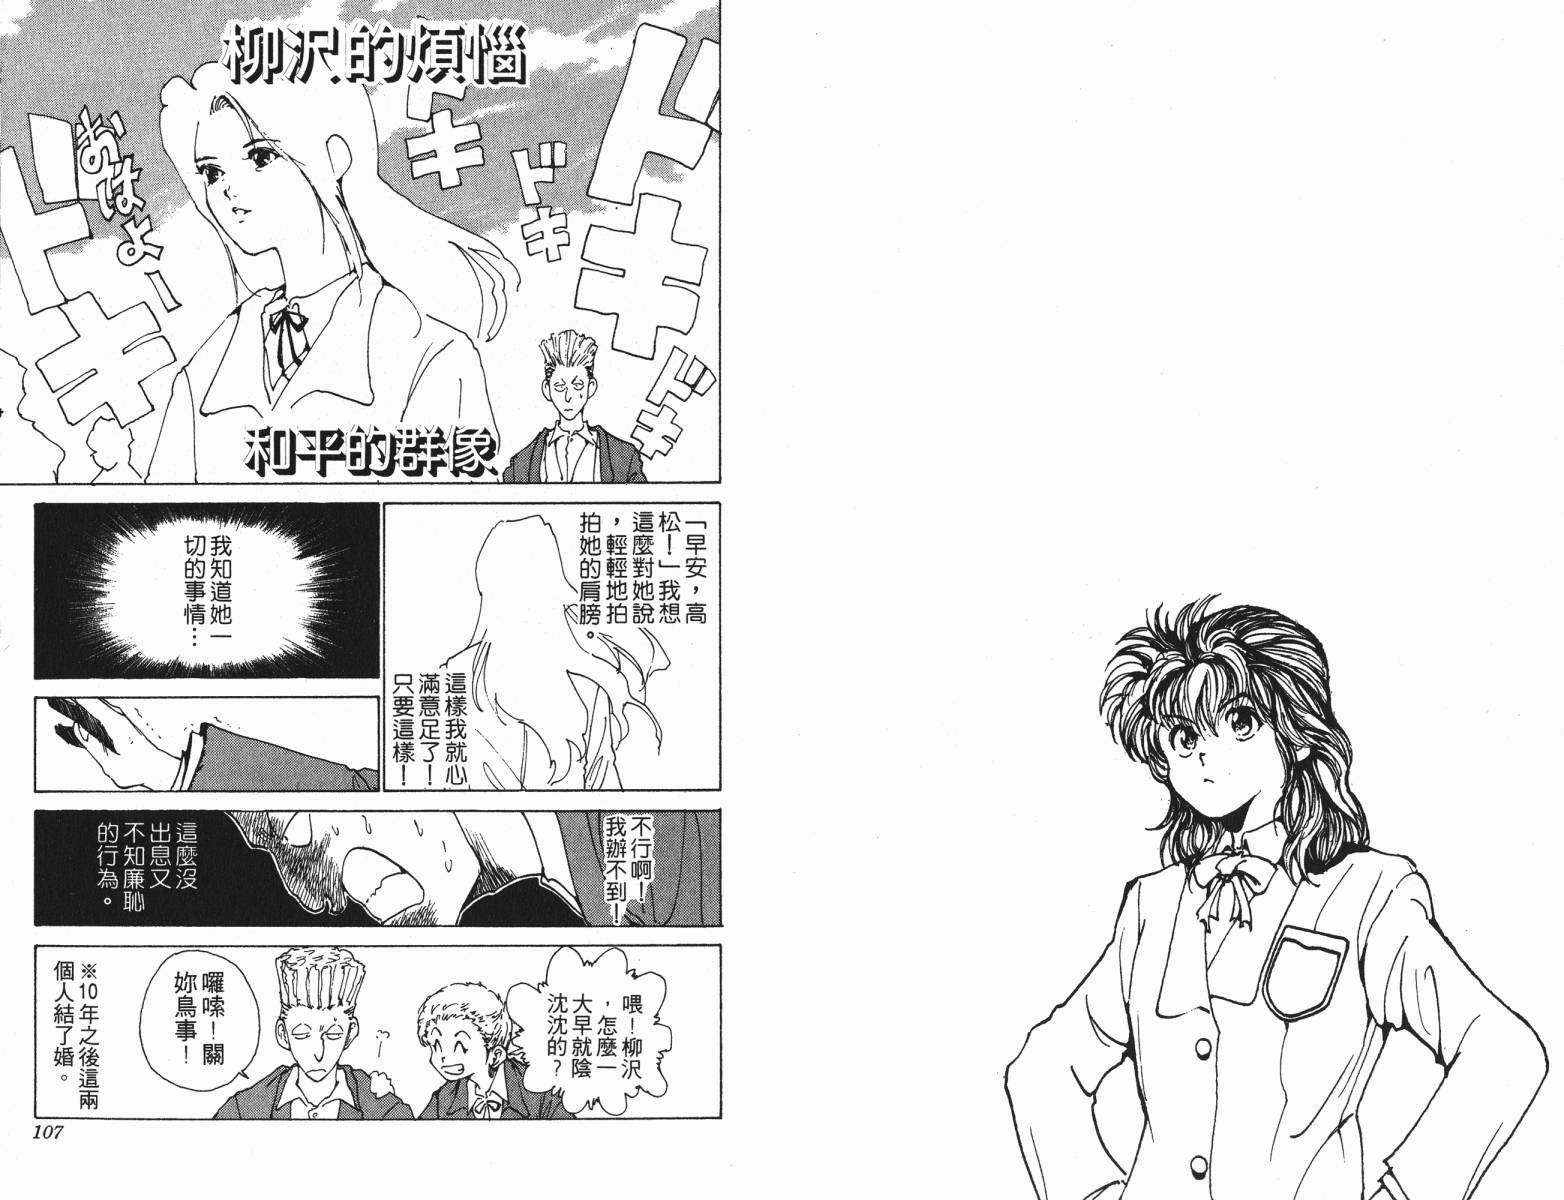 柳沢的煩惱
ドキ
ドキ
ドキ
ドキ
ドキ
おはよー
和平的群像
「早安，高
松！」我想
這麼對她說
，輕輕地拍
拍她的肩膀。
這樣我就心
滿意足了！
只要這樣！
我知道她一
切的事情…
不行啊！
我辦不到！
這麼沒
出息又
不知廉恥
的行為。
喂！柳沢
，怎麼一
大早就陰
沈沈的？
囉嗦！關
妳鳥事！
※10年之後這兩
個人結了婚。
107